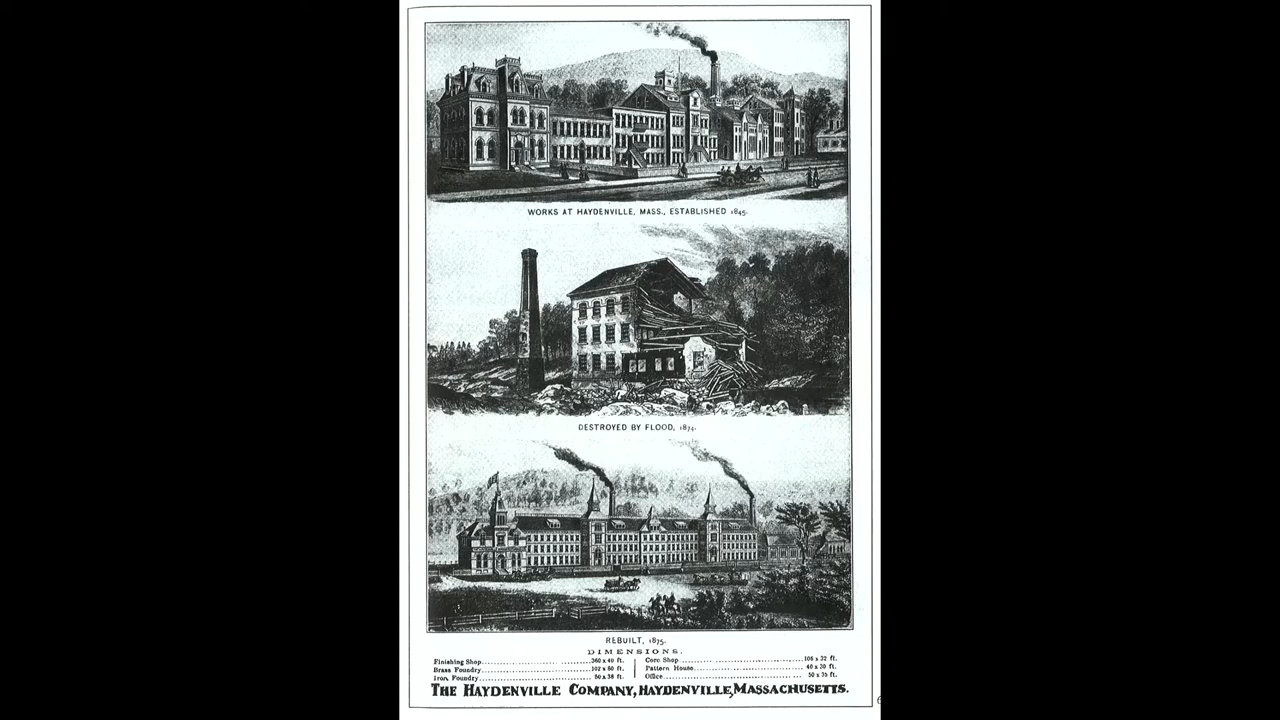 WORKS AT HAYDENVILLE, MASS., ESTABLISHED 1845.
DESTROYED BY FLOOD, 1874.
REBUILT, 1875.
DIMENSIONS.
Finishing Shop 360 x 40 ft.
Brass Foundry 102 x 60 ft.
Iron Foundry 80 x 38 ft.
Core Shop 106 x 32 ft.
Pattern House 40 x 30 ft.
Office 50 x 35 ft.
THE HAYDENVILLE COMPANY, HAYDENVILLE, MASSACHUSETTS.